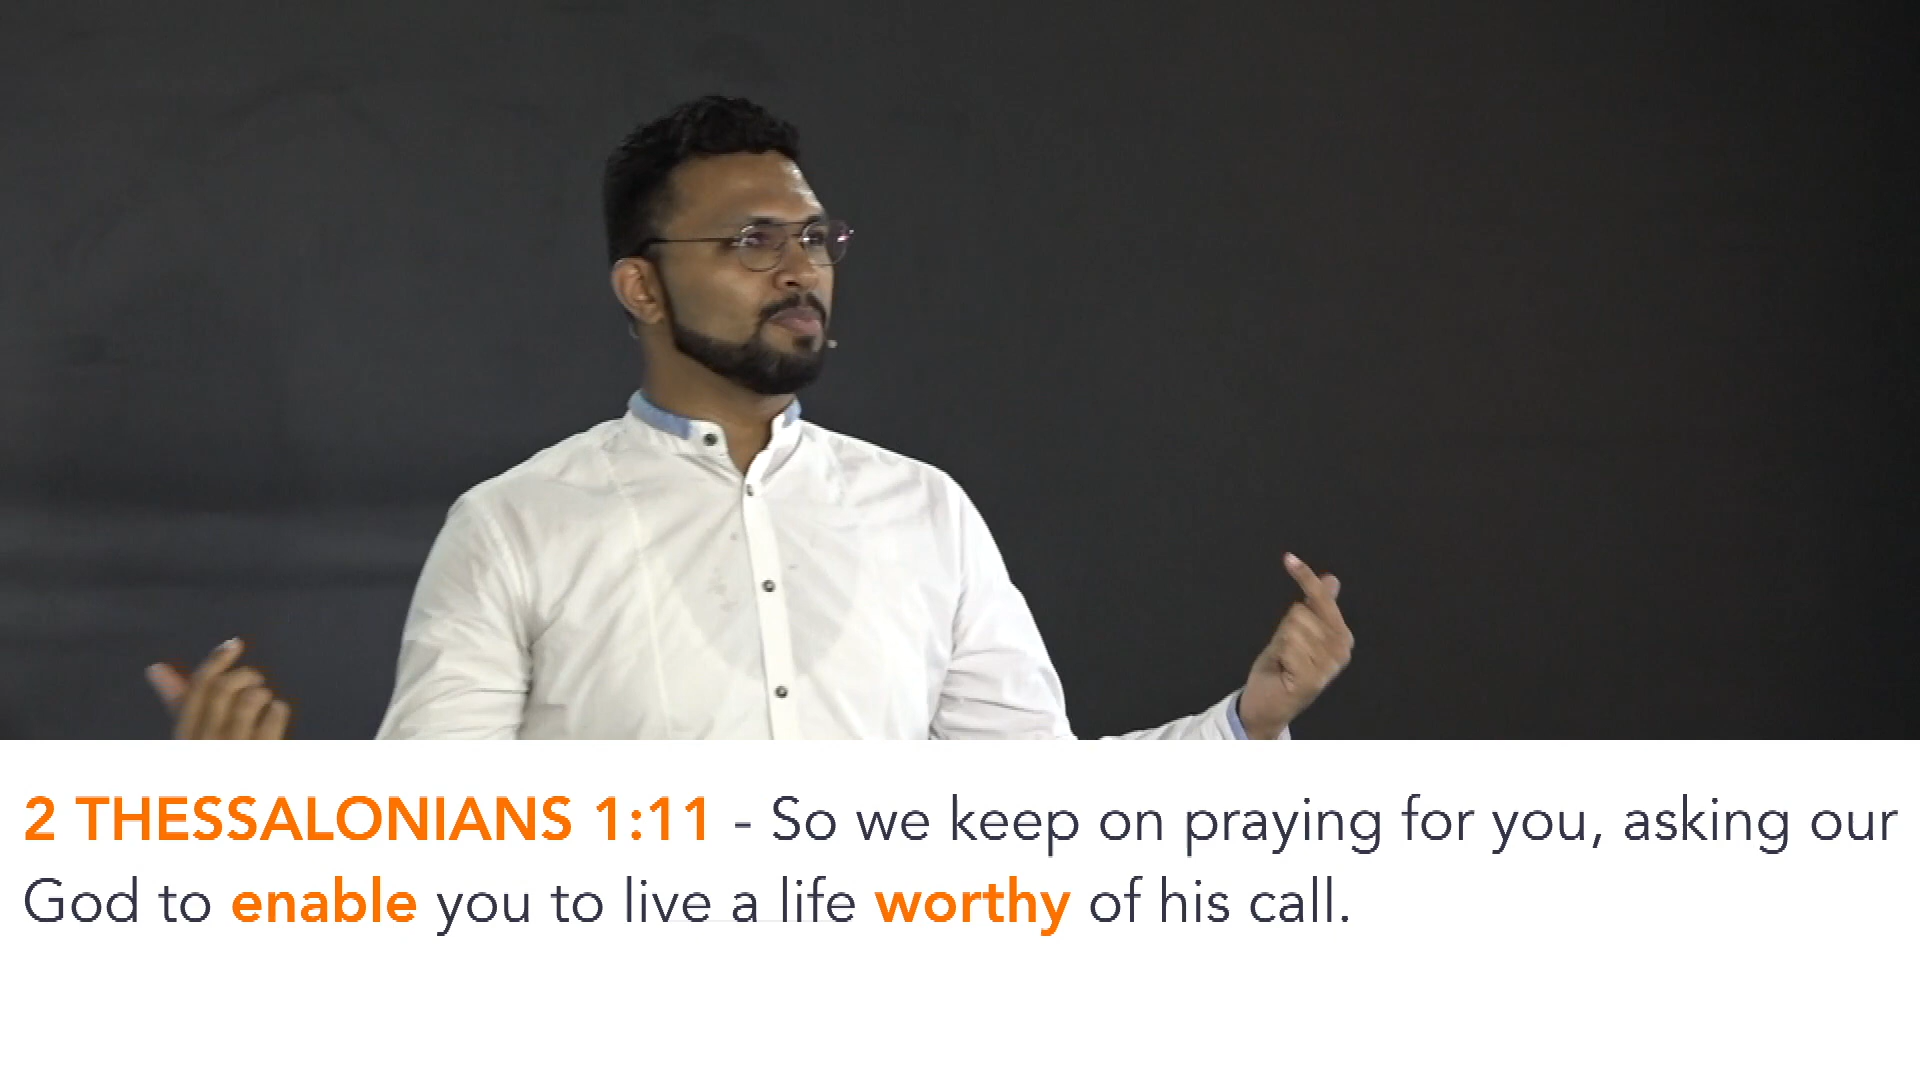 2 THESSALONIANS 1:11 - So we keep on praying for you, asking our
God to enable you to live a life worthy of his call.